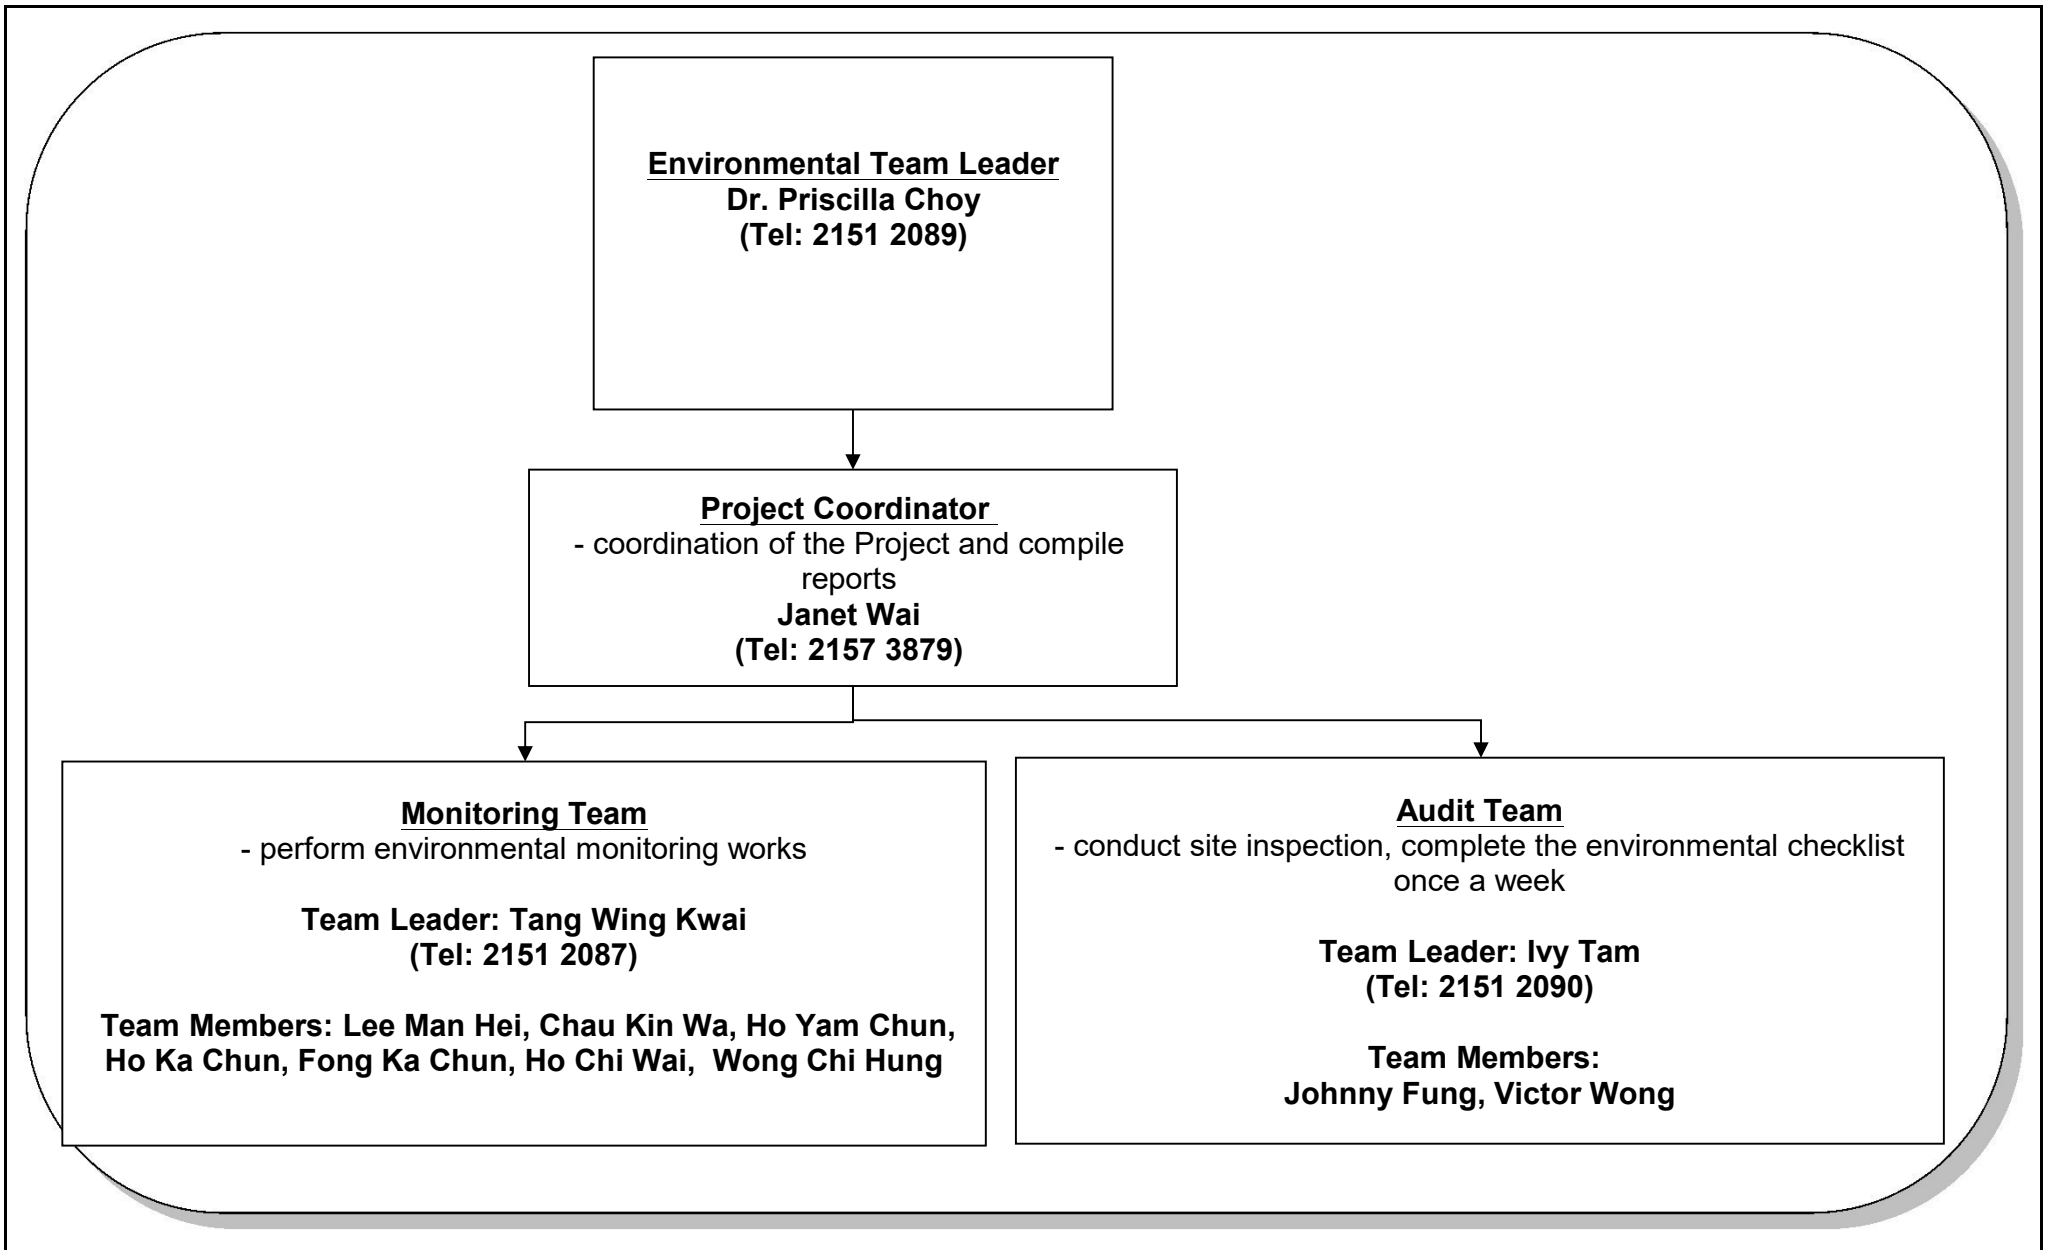 Environmental Team Leader
Dr. Priscilla Choy
(Tel: 2151 2089)
Project Coordinator
- coordination of the Project and compile
reports
Janet Wai
(Tel: 2157 3879)
Monitoring Team
- perform environmental monitoring works
Team Leader: Tang Wing Kwai
(Tel: 2151 2087)
Team Members: Lee Man Hei, Chau Kin Wa, Ho Yam Chun,
Ho Ka Chun, Fong Ka Chun, Ho Chi Wai,  Wong Chi Hung
Audit Team
- conduct site inspection, complete the environmental checklist
once a week
Team Leader: Ivy Tam
(Tel: 2151 2090)
Team Members:
Johnny Fung, Victor Wong